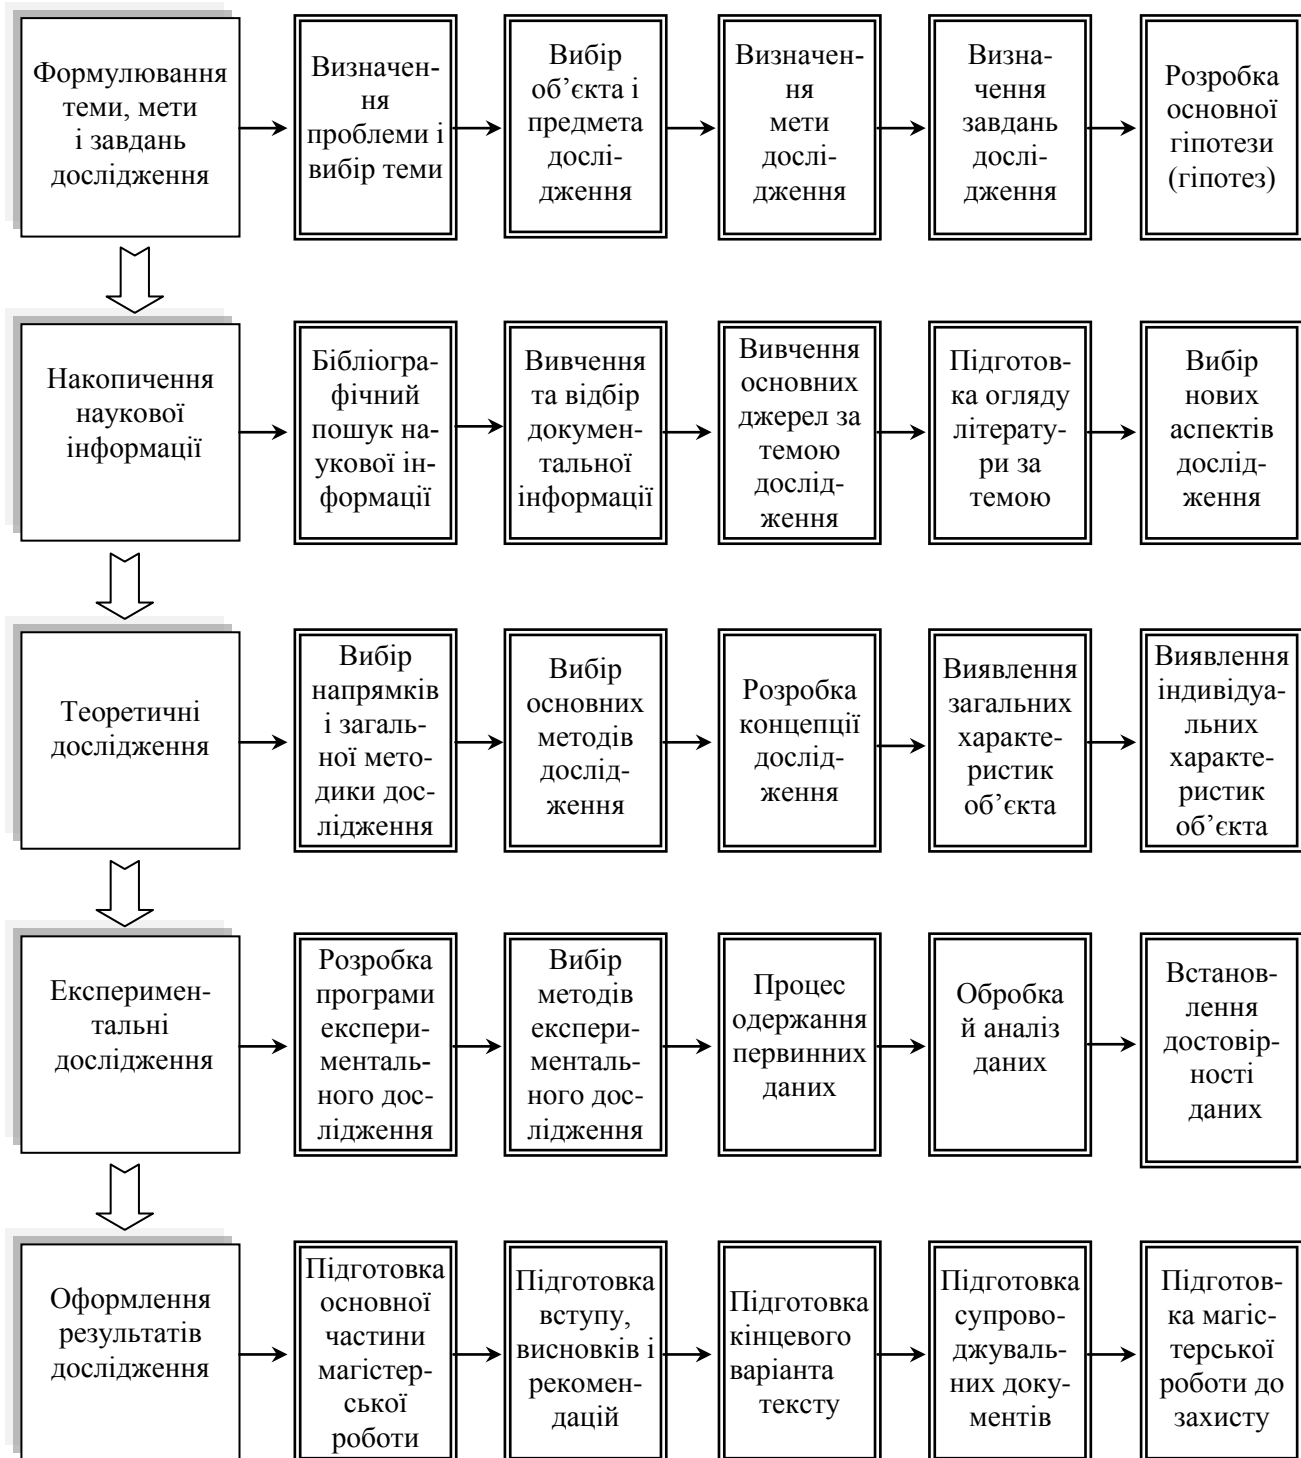 Формулювання
теми, мети
і завдань
дослідження
Визначен-
ня
проблеми і
вибір теми
Вибір
об’єкта і
предмета
дослі-
дження
Визначен-
ня
мети
дослі-
дження
Визна-
чення
завдань
дослі-
дження
Розробка
основної
гіпотези
(гіпотез)
Накопичення
наукової
інформації
Бібліогра-
фічний
пошук на-
укової ін-
формації
Вивчення
та відбір
докумен-
тальної
інформації
Вивчення
основних
джерел за
темою
дослід-
ження
Підготов-
ка огляду
літерату-
ри за
темою
Вибір
нових
аспектів
дослід-
ження
Теоретичні
дослідження
Вибір
напрямків
і загаль-
ної мето-
дики дос-
лідження
Вибір
основних
методів
дослід-
ження
Розробка
концепції
дослід-
ження
Виявлення
загальних
характе-
ристик
об’єкта
Виявлення
індивідуа-
льних
характе-
ристик
об’єкта
Експеримен-
тальні
дослідження
Розробка
програми
експери-
менталь-
ного дос-
лідження
Вибір
методів
експери-
менталь-
ного дос-
лідження
Процес
одержання
первинних
даних
Обробка
й аналіз
даних
Встанов-
лення
достовір-
ності
даних
Оформлення
результатів
дослідження
Підготовка
основної
частини
магістер-
ської
роботи
Підготовка
вступу,
висновків і
рекомен-
дацій
Підготовка
кінцевого
варіанта
тексту
Підготовка
супрово-
джуваль-
них доку-
ментів
Підготов-
ка магіс-
терської
роботи до
захисту